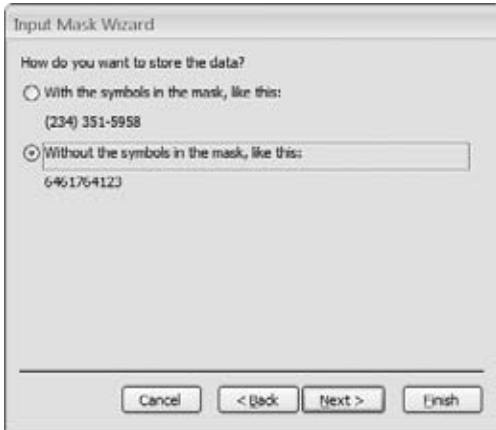 Input Mask Wizard
How do you want to store the data?
With the symbols in the mask, like this:
(234) 351-5958
Without the symbols in the mask, like this:
6461764123
Cancel < Back Next > Finish